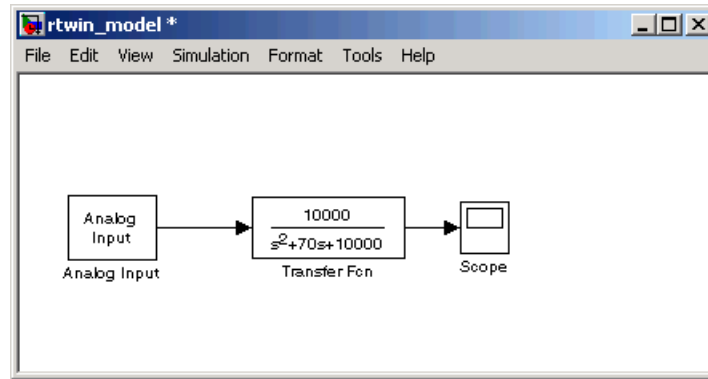 rtwin_model *
File Edit View Simulation Format Tools Help
Analog
Input
Analog Input
10000
s²+70s+10000
Transfer Fcn
Scope